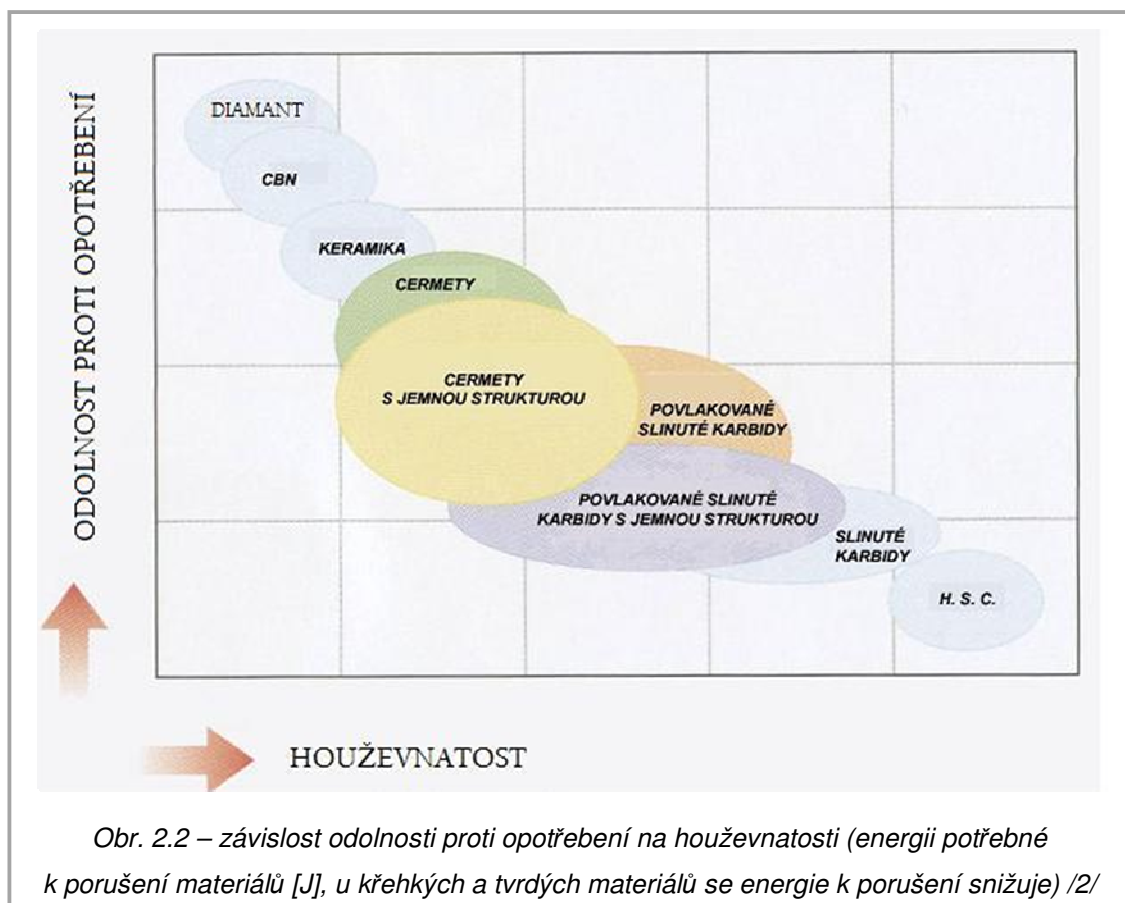 ODOLNOST PROTI OPOTŘEBENÍ
DIAMANT
CBN
KERAMIKA
CERMETY
CERMETY
S JEMNOU STRUKTUROU
POVLAKOVANÉ
SLINUTÉ KARBIDY
POVLAKOVANÉ SLINUTÉ
KARBIDY S JEMNOU STRUKTUROU
SLINUTÉ
KARBIDY
H. S. C.
HOUŽEVNATOST
Obr. 2.2 – závislost odolnosti proti opotřebení na houževnatosti (energii potřebné
k porušení materiálů [J], u křehkých a tvrdých materiálů se energie k porušení snižuje) /2/